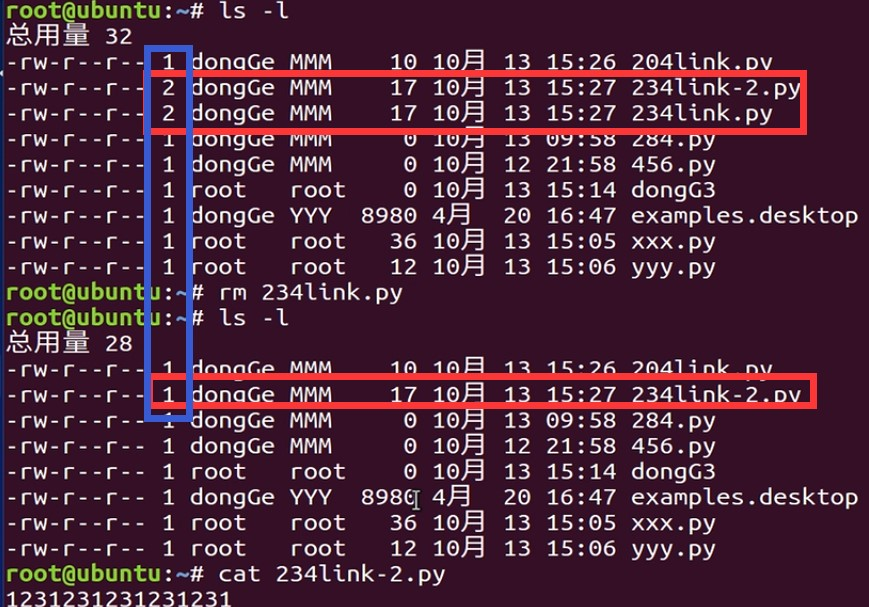 root@ubuntu:~# ls -l
总用量 32
-rw-r--r-- 1 dongGe MMM 10 10月 13 15:26 204link.py
-rw-r--r-- 2 dongGe MMM 17 10月 13 15:27 234link-2.py
-rw-r--r-- 2 dongGe MMM 17 10月 13 15:27 234link.py
-rw-r--r-- 1 dongGe MMM 0 10月 13 09:58 284.py
-rw-r--r-- 1 dongGe MMM 0 10月 12 21:58 456.py
-rw-r--r-- 1 root root 0 10月 13 15:14 dongG3
-rw-r--r-- 1 dongGe YYY 8980 4月 20 16:47 examples.desktop
-rw-r--r-- 1 root root 36 10月 13 15:05 xxx.py
-rw-r--r-- 1 root root 12 10月 13 15:06 yyy.py
root@ubuntu:~# rm 234link.py
root@ubuntu:~# ls -l
总用量 28
-rw-r--r-- 1 dongGe MMM 10 10月 13 15:26 204link.py
-rw-r--r-- 1 dongGe MMM 17 10月 13 15:27 234link-2.py
-rw-r--r-- 1 dongGe MMM 0 10月 13 09:58 284.py
-rw-r--r-- 1 dongGe MMM 0 10月 12 21:58 456.py
-rw-r--r-- 1 root root 0 10月 13 15:14 dongG3
-rw-r--r-- 1 dongGe YYY 8980 4月 20 16:47 examples.desktop
-rw-r--r-- 1 root root 36 10月 13 15:05 xxx.py
-rw-r--r-- 1 root root 12 10月 13 15:06 yyy.py
root@ubuntu:~# cat 234link-2.py
1231231231231231